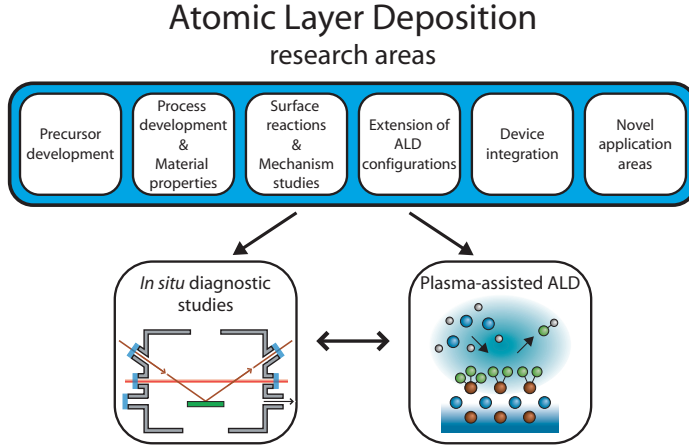 Atomic Layer Deposition
research areas
Precursor
development
Process
development
&
Material
properties
Surface
reactions
&
Mechanism
studies
Extension of
ALD
configurations
Device
integration
Novel
application
areas
In situ diagnostic
studies
Plasma-assisted ALD